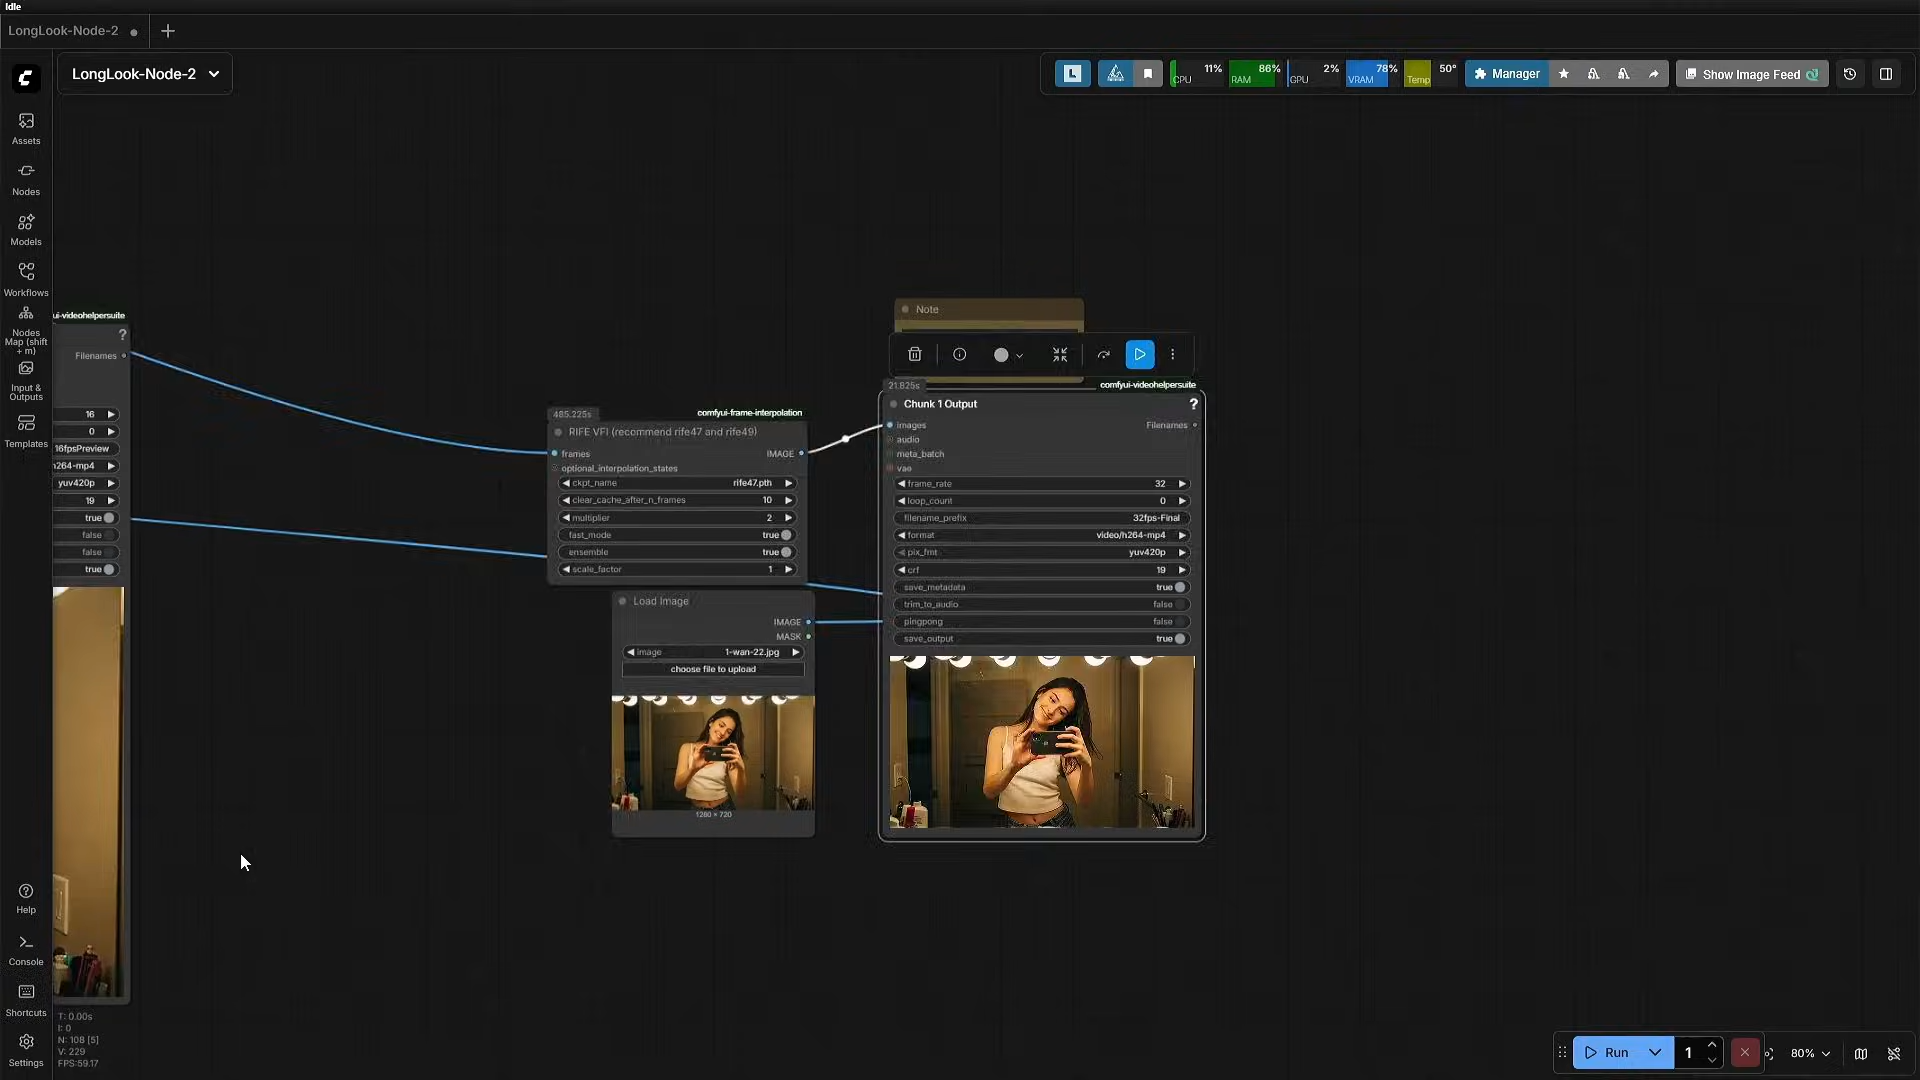 Idle
LongLook-Node-2
LongLook-Node-2
CPU 11%
RAM 86%
GPU 2%
VRAM 78%
Temp 50°
Manager
Show Image Feed
Assets
Nodes
Models
Workflows
Nodes
Map (shift
+ m)
Input &
Outputs
Templates
Help
Console
Shortcuts
Settings
ui-videohelpersuite
?
Filenames
16
0
16fpsPreview
h264-mp4
yuv420p
19
true
false
false
true
485.225s
comfyui-frame-interpolation
RIFE VFI (recommend rife47 and rife49)
frames IMAGE
optional_interpolation_states
ckpt_name rife47.pth
clear_cache_after_n_frames 10
multiplier 2
fast_mode true
ensemble true
scale_factor 1
Load Image
IMAGE
MASK
image 1-wan-22.jpg
choose file to upload
1280 × 720
Note
21.825s
comfyui-videohelpersuite
Chunk 1 Output ?
images Filenames
audio
meta_batch
vae
frame_rate 32
loop_count 0
filename_prefix 32fps-Final
format video/h264-mp4
pix_fmt yuv420p
crf 19
save_metadata true
trim_to_audio false
pingpong false
save_output true
T: 0.00s
I: 0
N: 108 [5]
V: 229
FPS:59.17
Run
1
80%